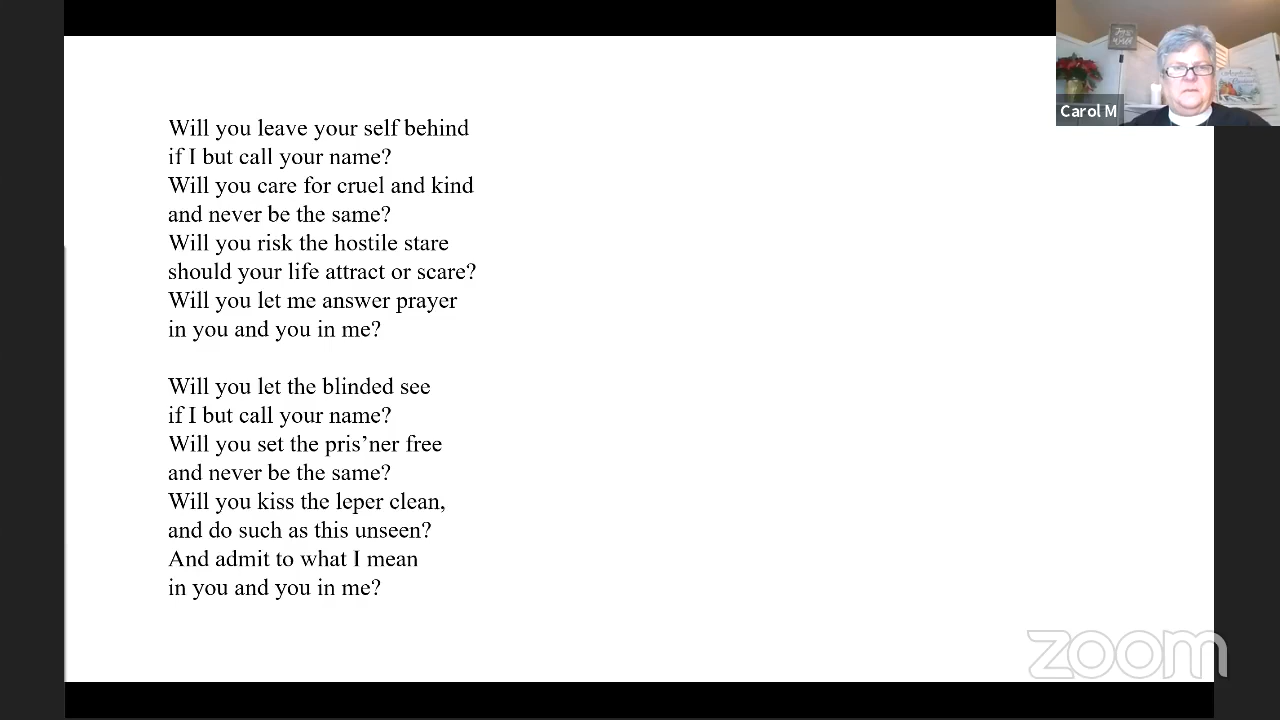 Will you leave your self behind
if I but call your name?
Will you care for cruel and kind
and never be the same?
Will you risk the hostile stare
should your life attract or scare?
Will you let me answer prayer
in you and you in me?
Will you let the blinded see
if I but call your name?
Will you set the pris’ner free
and never be the same?
Will you kiss the leper clean,
and do such as this unseen?
And admit to what I mean
in you and you in me?
Carol M
zoom